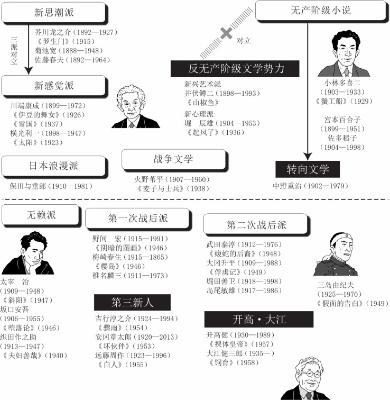 新思潮派
芥川龙之介（1892—1927）
《罗生门》（1915）
菊池宽（1888—1948）
佐藤春夫（1892—1964）
三派对立
新感觉派
川端康成（1899—1972）
《伊豆的舞女》（1926）
《雪国》（1937）
横光利一（1898—1947）
《太阳》（1923）
日本浪漫派
保田与重郎（1910—1981）
对立
反无产阶级文学势力
新兴艺术派
井伏鳟二（1898—1993）
《山椒鱼》
新心理派
堀　辰雄（1904—1953）
《起风了》（1936）
战争文学
火野苇平（1907—1960）
《麦子与士兵》（1938）
无产阶级小说
小林多喜二
（1903—1933）
《蟹工船》（1929）
宫本百合子
（1899—1951）
佐多稻子
（1904—1998）
转向文学
中野重治（1902—1979）
无赖派
太宰　治
（1909—1948）
《斜阳》（1947）
坂口安吾
（1906—1955）
《堕落论》（1946）
织田作之助
（1913—1947）
《夫妇善哉》（1940）
第一次战后派
野间　宏（1915—1991）
《阴暗的图画》（1946）
梅崎春生（1915—1965）
《樱岛》（1946）
椎名麟三（1911—1973）
第三新人
吉行淳之介（1924—1994）
《骤雨》（1954）
安冈章太郎（1920—2013）
《坏伙伴》（1953）
远藤周作（1923—1996）
《白人》（1955）
第二次战后派
武田泰淳（1912—1976）
《蝮蛇的后裔》（1948）
大冈升平（1909—1988）
《俘虏记》（1949）
堀田善卫（1918—1998）
岛尾敏雄（1917—1986）
三岛由纪夫
（1925—1970）
《假面的告白》（1949）
开高·大江
开高健（1930—1989）
《裸体皇帝》（1957）
大江健三郎（1935—）
《饲育》（1958）